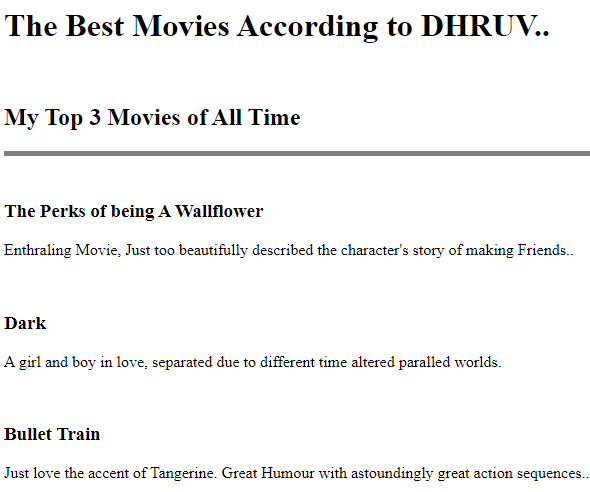 The Best Movies According to DHRUV..
My Top 3 Movies of All Time
The Perks of being A Wallflower
Enthraling Movie, Just too beautifully described the character's story of making Friends..
Dark
A girl and boy in love, separated due to different time altered paralled worlds.
Bullet Train
Just love the accent of Tangerine. Great Humour with astoundingly great action sequences..